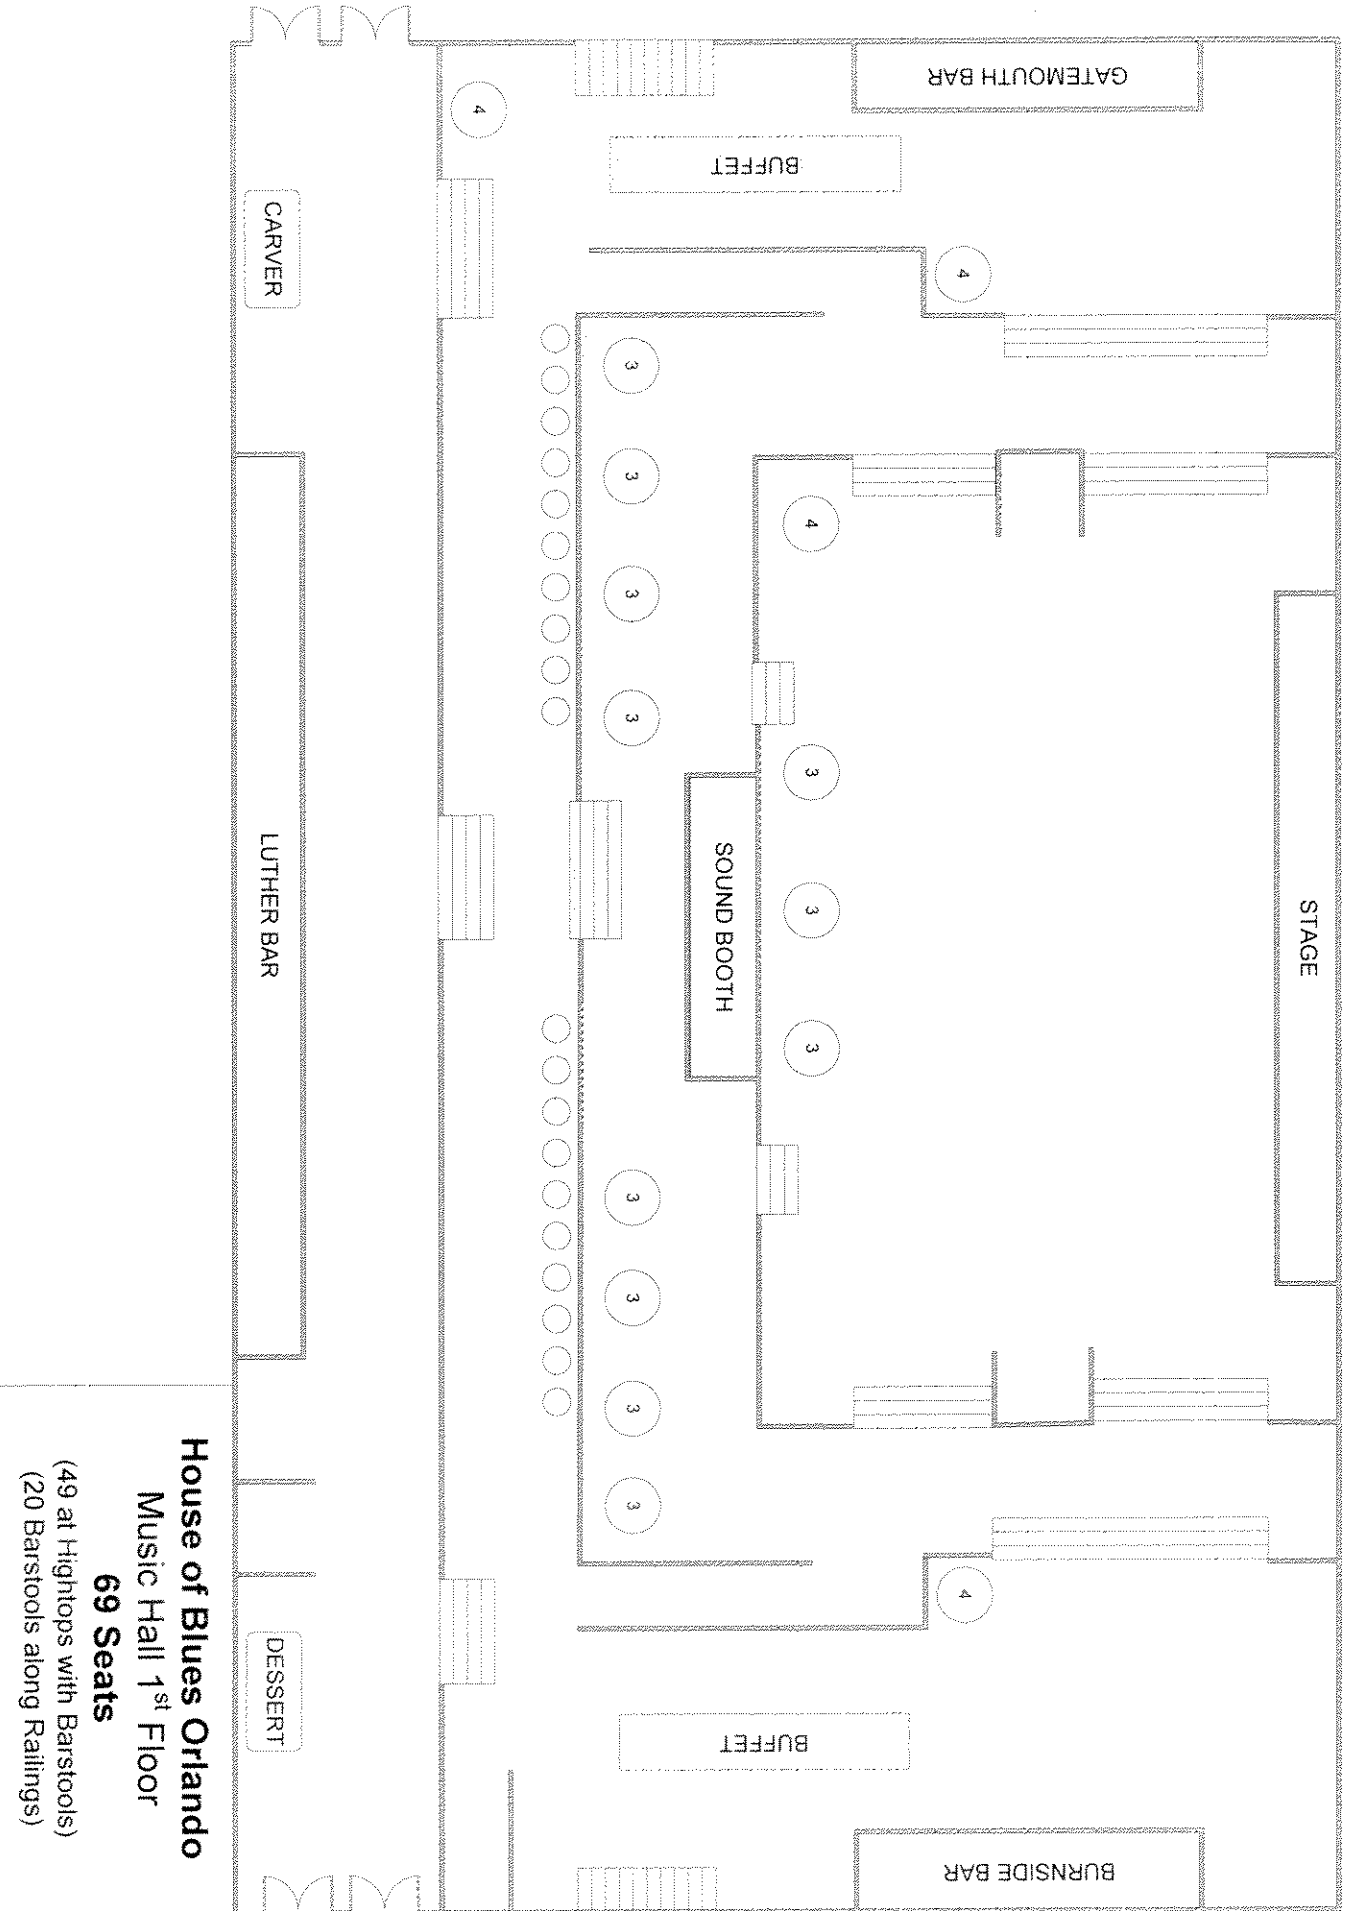 STAGE
GATEMOUTH BAR
BURNSIDE BAR
4
4
4
3
3
3
BUFFET
BUFFET
SOUND BOOTH
3
3
3
3
3
3
3
3
4
CARVER
LUTHER BAR
DESSERT
House of Blues Orlando
Music Hall 1st Floor
69 Seats
(49 at Hightops with Barstools)
(20 Barstools along Railings)